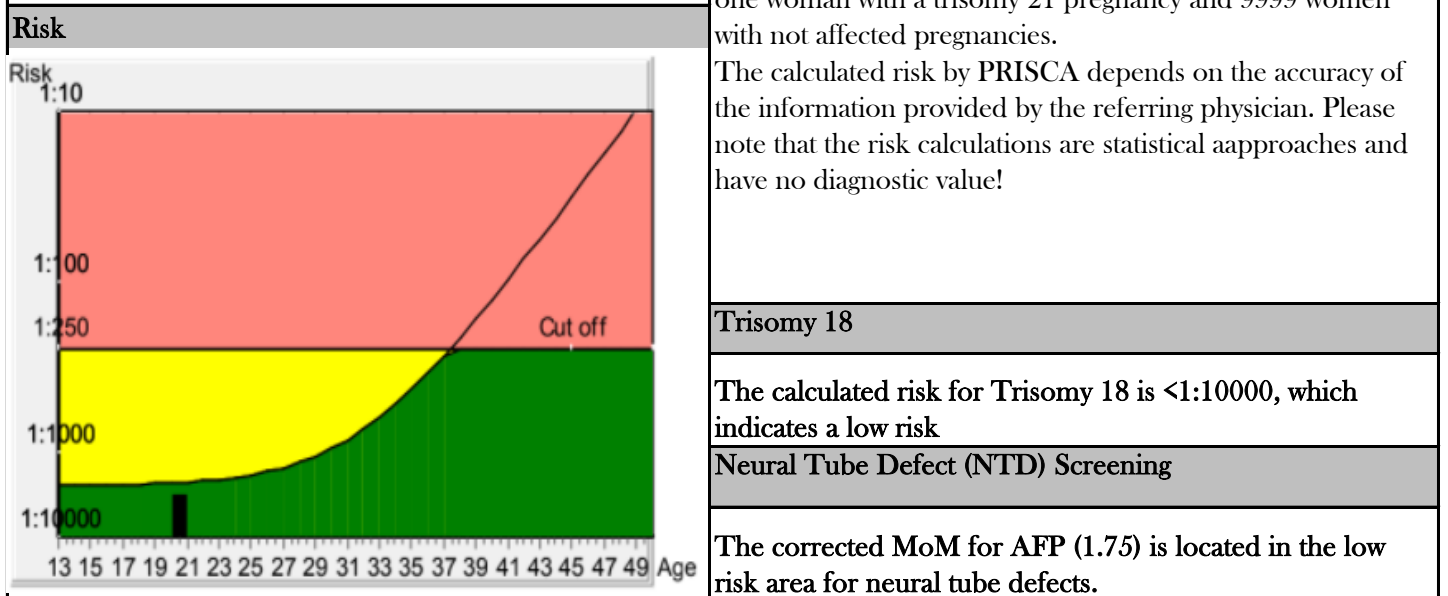 Risk
Risk
1:10
1:100
1:250
Cut off
1:1000
1:10000
13 15 17 19 21 23 25 27 29 31 33 35 37 39 41 43 45 47 49 Age
one woman with a trisomy 21 pregnancy and 9999 women
with not affected pregnancies.
The calculated risk by PRISCA depends on the accuracy of
the information provided by the referring physician. Please
note that the risk calculations are statistical aapproaches and
have no diagnostic value!
Trisomy 18
The calculated risk for Trisomy 18 is <1:10000, which
indicates a low risk
Neural Tube Defect (NTD) Screening
The corrected MoM for AFP (1.75) is located in the low
risk area for neural tube defects.